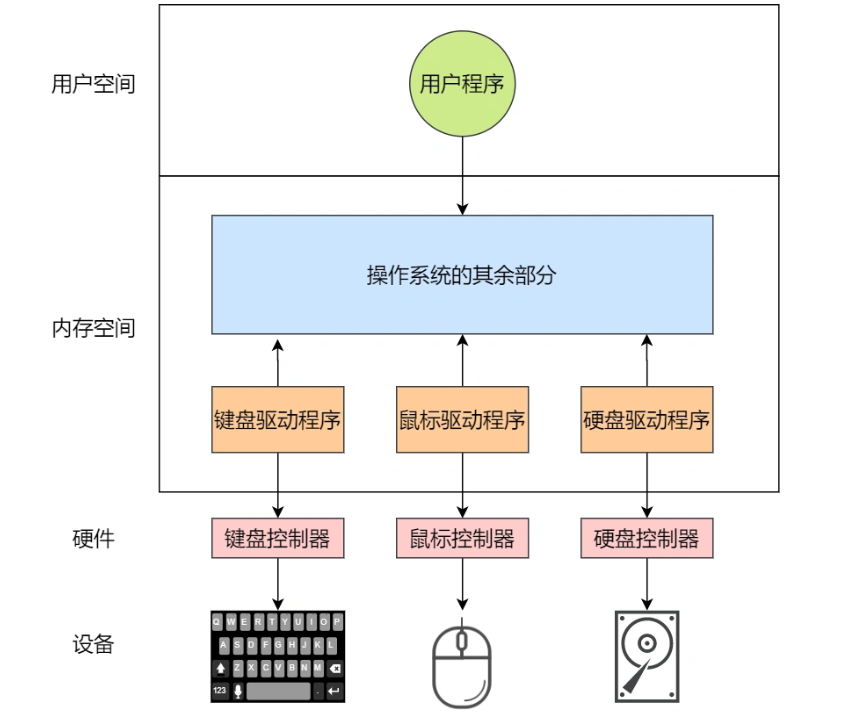 用户空间
用户程序
操作系统的其余部分
内存空间
键盘驱动程序
鼠标驱动程序
硬盘驱动程序
硬件
键盘控制器
鼠标控制器
硬盘控制器
设备
Q W E R T Y U I O P
A S D F G H J K L
Z X C V B N M
123
.